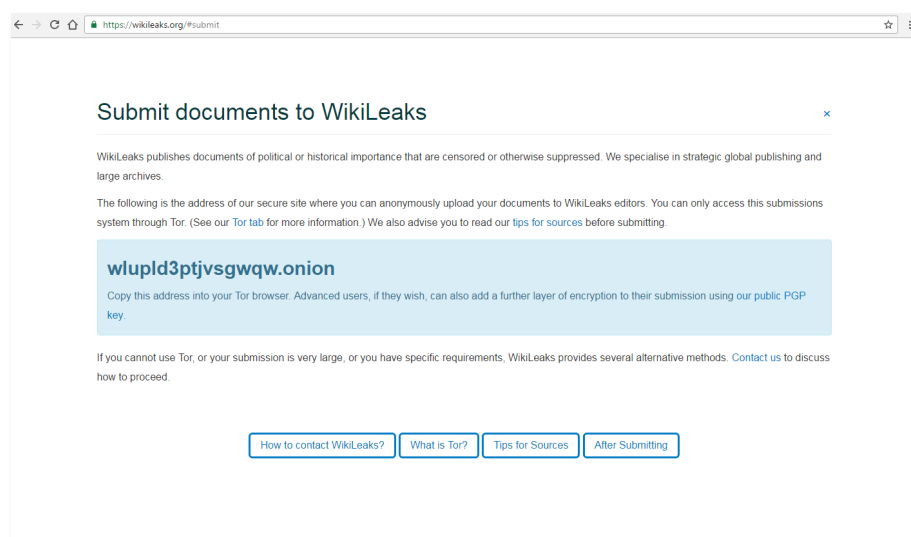 https://wikileaks.org/#submit
Submit documents to WikiLeaks
×
WikiLeaks publishes documents of political or historical importance that are censored or otherwise suppressed. We specialise in strategic global publishing and
large archives.
The following is the address of our secure site where you can anonymously upload your documents to WikiLeaks editors. You can only access this submissions
system through Tor. (See our Tor tab for more information.) We also advise you to read our tips for sources before submitting.
wlupld3ptjvsgwqw.onion
Copy this address into your Tor browser. Advanced users, if they wish, can also add a further layer of encryption to their submission using our public PGP
key.
If you cannot use Tor, or your submission is very large, or you have specific requirements, WikiLeaks provides several alternative methods. Contact us to discuss
how to proceed.
How to contact WikiLeaks? What is Tor? Tips for Sources After Submitting